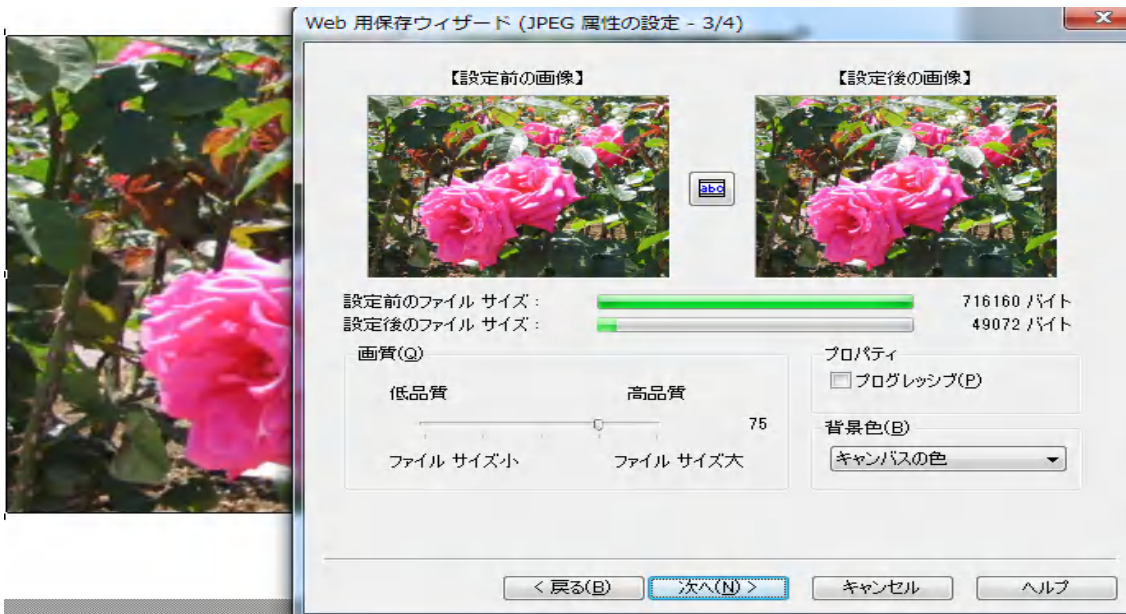 Web 用保存ウィザード (JPEG 属性の設定 - 3/4)
【設定前の画像】
【設定後の画像】
abc
設定前のファイル サイズ : 716160 バイト
設定後のファイル サイズ : 49072 バイト
画質(Q)
低品質 高品質
75
ファイル サイズ小 ファイル サイズ大
プロパティ
プログレッシブ(P)
背景色(B)
キャンバスの色
< 戻る(B)
次へ(N) >
キャンセル
ヘルプ